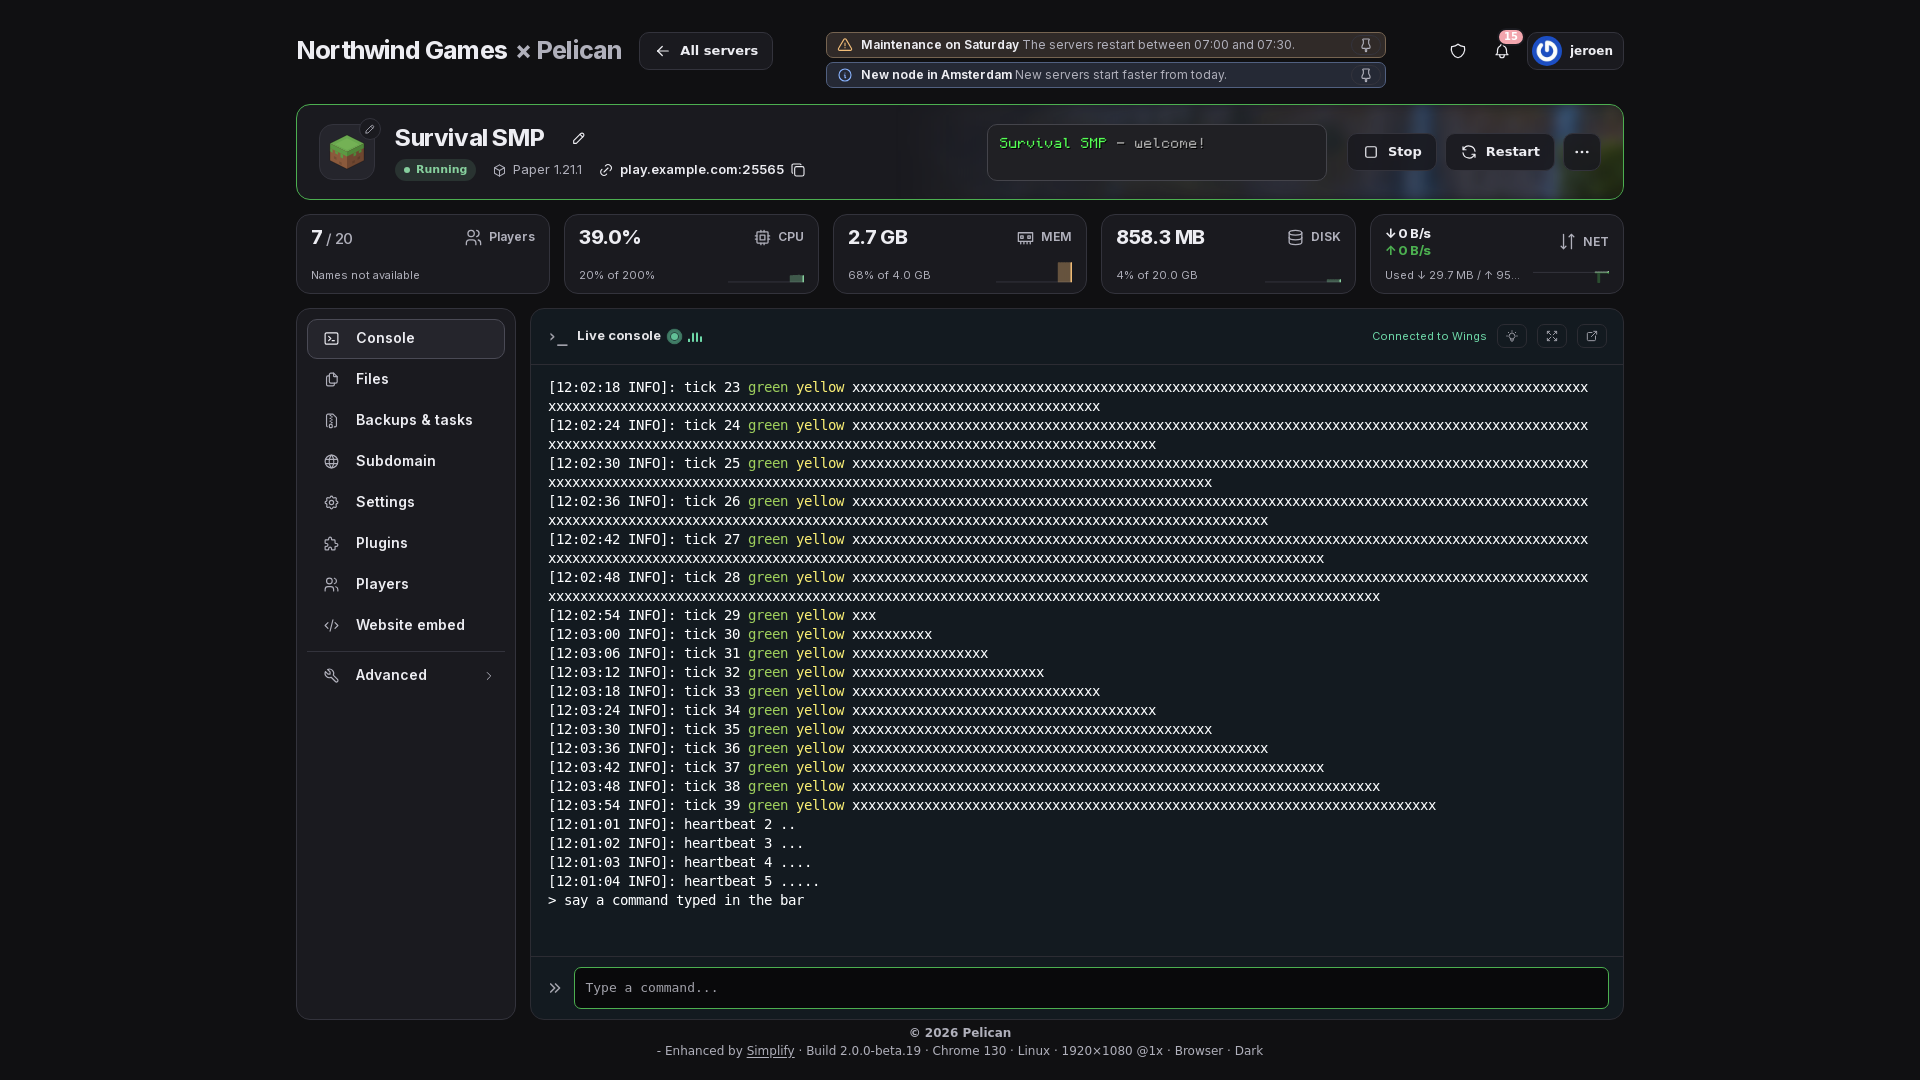 Northwind Games × Pelican
All servers
Maintenance on Saturday The servers restart between 07:00 and 07:30.
New node in Amsterdam New servers start faster from today.
15
jeroen
Survival SMP
Running
Paper 1.21.1
play.example.com:25565
Survival SMP - welcome!
Stop
Restart
7 / 20
Players
Names not available
39.0%
CPU
20% of 200%
2.7 GB
MEM
68% of 4.0 GB
858.3 MB
DISK
4% of 20.0 GB
↓ 0 B/s
↑ 0 B/s
NET
Used ↓ 29.7 MB / ↑ 95...
Console
Files
Backups & tasks
Subdomain
Settings
Plugins
Players
Website embed
Advanced
>_ Live console
Connected to Wings
[12:02:18 INFO]: tick 23 green yellow xxxxxxxxxxxxxxxxxxxxxxxxxxxxxxxxxxxxxxxxxxxxxxxxxxxxxxxxxxxxxxxxxxxxxxxxxxxxxxxxxxxxxxxxxxxx
xxxxxxxxxxxxxxxxxxxxxxxxxxxxxxxxxxxxxxxxxxxxxxxxxxxxxxxxxxxxxxxxxxxxx
[12:02:24 INFO]: tick 24 green yellow xxxxxxxxxxxxxxxxxxxxxxxxxxxxxxxxxxxxxxxxxxxxxxxxxxxxxxxxxxxxxxxxxxxxxxxxxxxxxxxxxxxxxxxxxxxx
xxxxxxxxxxxxxxxxxxxxxxxxxxxxxxxxxxxxxxxxxxxxxxxxxxxxxxxxxxxxxxxxxxxxxxxxxxxx
[12:02:30 INFO]: tick 25 green yellow xxxxxxxxxxxxxxxxxxxxxxxxxxxxxxxxxxxxxxxxxxxxxxxxxxxxxxxxxxxxxxxxxxxxxxxxxxxxxxxxxxxxxxxxxxxx
xxxxxxxxxxxxxxxxxxxxxxxxxxxxxxxxxxxxxxxxxxxxxxxxxxxxxxxxxxxxxxxxxxxxxxxxxxxxxxxxxxx
[12:02:36 INFO]: tick 26 green yellow xxxxxxxxxxxxxxxxxxxxxxxxxxxxxxxxxxxxxxxxxxxxxxxxxxxxxxxxxxxxxxxxxxxxxxxxxxxxxxxxxxxxxxxxxxxx
xxxxxxxxxxxxxxxxxxxxxxxxxxxxxxxxxxxxxxxxxxxxxxxxxxxxxxxxxxxxxxxxxxxxxxxxxxxxxxxxxxxxxxxxxx
[12:02:42 INFO]: tick 27 green yellow xxxxxxxxxxxxxxxxxxxxxxxxxxxxxxxxxxxxxxxxxxxxxxxxxxxxxxxxxxxxxxxxxxxxxxxxxxxxxxxxxxxxxxxxxxxx
xxxxxxxxxxxxxxxxxxxxxxxxxxxxxxxxxxxxxxxxxxxxxxxxxxxxxxxxxxxxxxxxxxxxxxxxxxxxxxxxxxxxxxxxxxxxxxxxx
[12:02:48 INFO]: tick 28 green yellow xxxxxxxxxxxxxxxxxxxxxxxxxxxxxxxxxxxxxxxxxxxxxxxxxxxxxxxxxxxxxxxxxxxxxxxxxxxxxxxxxxxxxxxxxxxx
xxxxxxxxxxxxxxxxxxxxxxxxxxxxxxxxxxxxxxxxxxxxxxxxxxxxxxxxxxxxxxxxxxxxxxxxxxxxxxxxxxxxxxxxxxxxxxxxxxxxxxxx
[12:02:54 INFO]: tick 29 green yellow xxx
[12:03:00 INFO]: tick 30 green yellow xxxxxxxxxx
[12:03:06 INFO]: tick 31 green yellow xxxxxxxxxxxxxxxxx
[12:03:12 INFO]: tick 32 green yellow xxxxxxxxxxxxxxxxxxxxxxxx
[12:03:18 INFO]: tick 33 green yellow xxxxxxxxxxxxxxxxxxxxxxxxxxxxxxx
[12:03:24 INFO]: tick 34 green yellow xxxxxxxxxxxxxxxxxxxxxxxxxxxxxxxxxxxxxx
[12:03:30 INFO]: tick 35 green yellow xxxxxxxxxxxxxxxxxxxxxxxxxxxxxxxxxxxxxxxxxxxxx
[12:03:36 INFO]: tick 36 green yellow xxxxxxxxxxxxxxxxxxxxxxxxxxxxxxxxxxxxxxxxxxxxxxxxxxxx
[12:03:42 INFO]: tick 37 green yellow xxxxxxxxxxxxxxxxxxxxxxxxxxxxxxxxxxxxxxxxxxxxxxxxxxxxxxxxxxx
[12:03:48 INFO]: tick 38 green yellow xxxxxxxxxxxxxxxxxxxxxxxxxxxxxxxxxxxxxxxxxxxxxxxxxxxxxxxxxxxxxxxxxx
[12:03:54 INFO]: tick 39 green yellow xxxxxxxxxxxxxxxxxxxxxxxxxxxxxxxxxxxxxxxxxxxxxxxxxxxxxxxxxxxxxxxxxxxxxxxxx
[12:01:01 INFO]: heartbeat 2 ..
[12:01:02 INFO]: heartbeat 3 ...
[12:01:03 INFO]: heartbeat 4 ....
[12:01:04 INFO]: heartbeat 5 .....
> say a command typed in the bar
Type a command...
© 2026 Pelican
- Enhanced by Simplify · Build 2.0.0-beta.19 · Chrome 130 · Linux · 1920×1080 @1x · Browser · Dark